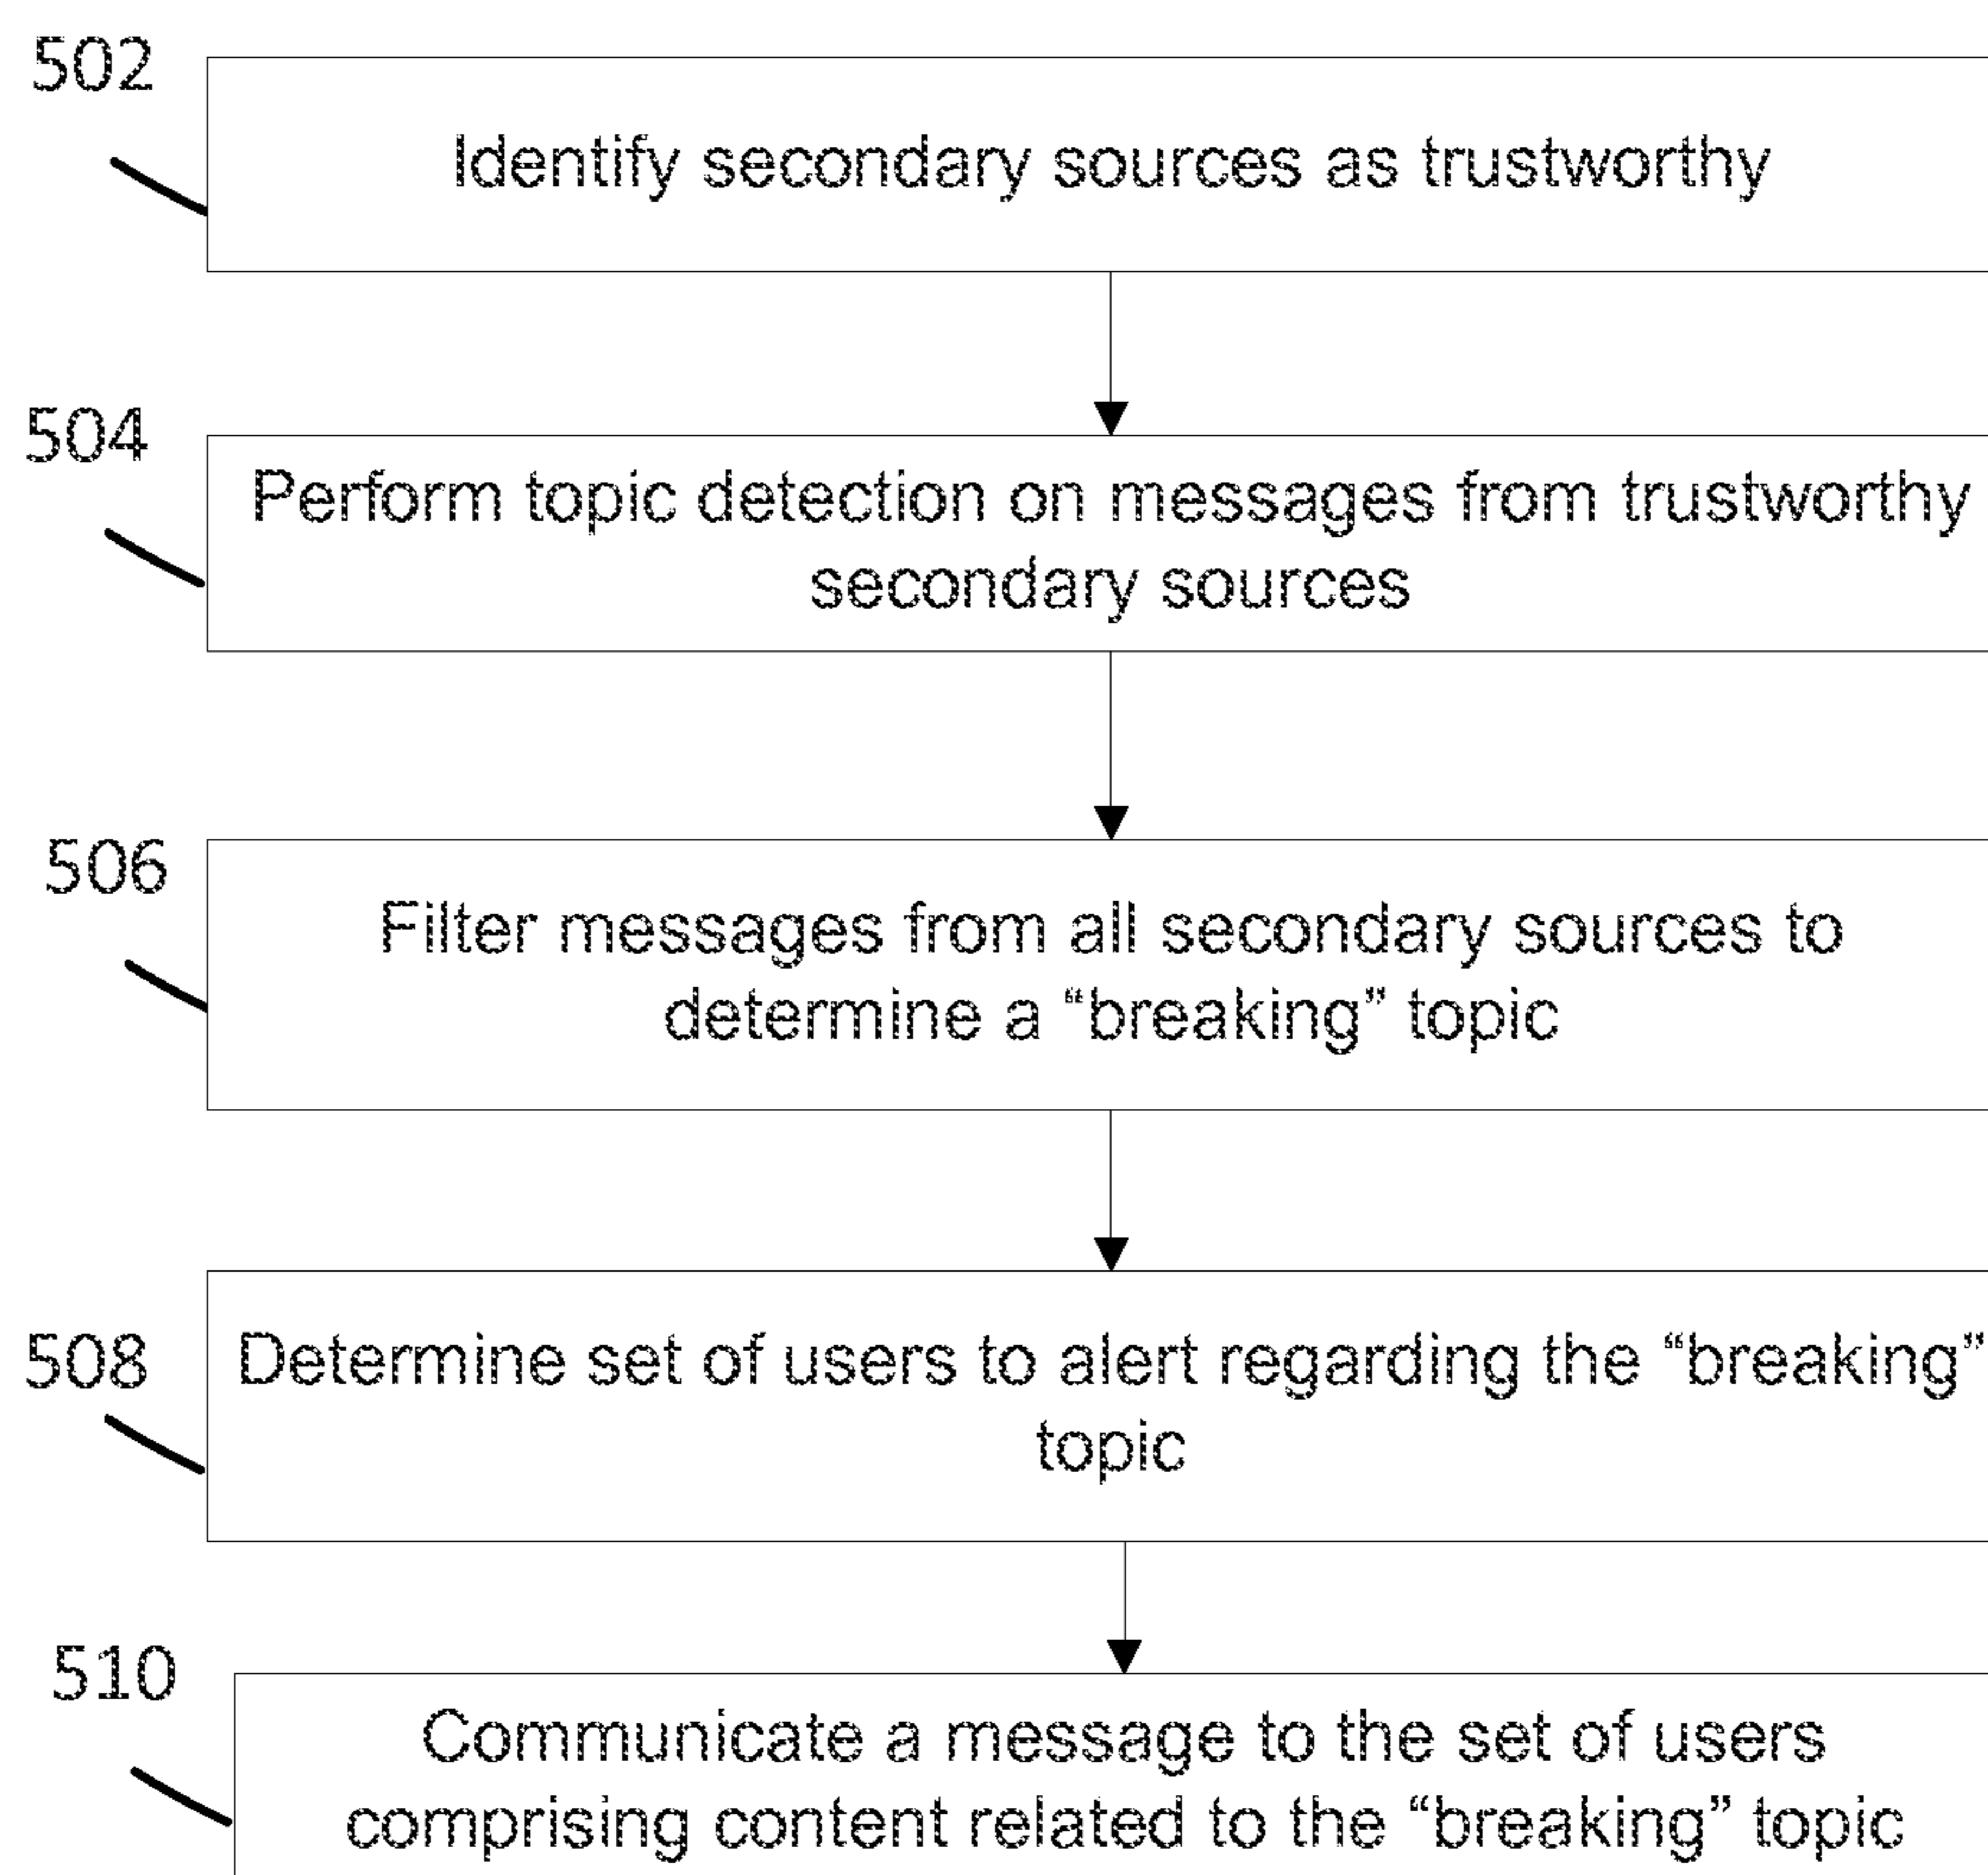 502
Identify secondary sources as trustworthy
504
Perform topic detection on messages from trustworthy
secondary sources
506
Filter messages from all secondary sources to
determine a “breaking” topic
508
Determine set of users to alert regarding the “breaking”
topic
510
Communicate a message to the set of users
comprising content related to the “breaking” topic